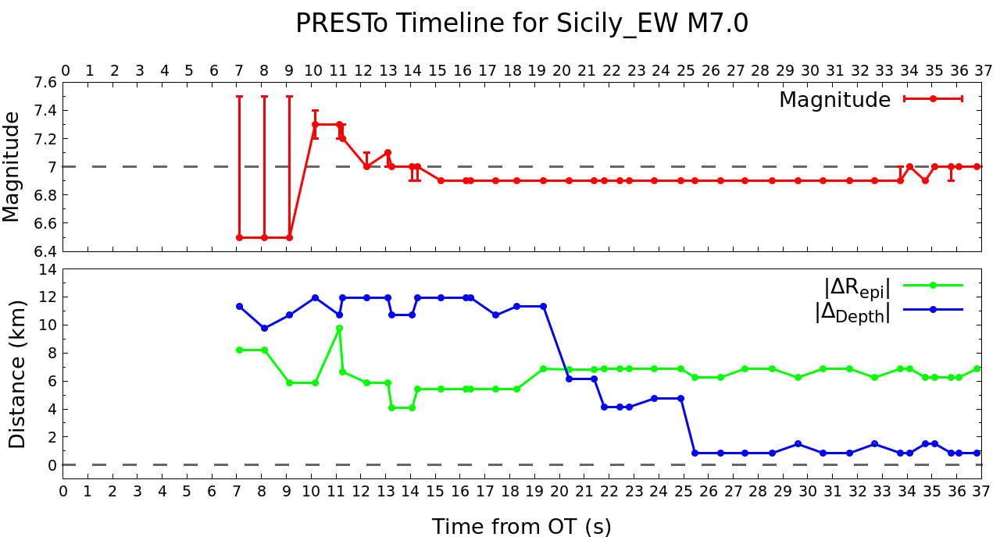 PRESTo Timeline for Sicily_EW M7.0
0 1 2 3 4 5 6 7 8 9 10 11 12 13 14 15 16 17 18 19 20 21 22 23 24 25 26 27 28 29 30 31 32 33 34 35 36 37
7.6
7.4
7.2
7
6.8
6.6
6.4
Magnitude
Magnitude
14
12
10
8
6
4
2
0
Distance (km)
|ΔRepi|
|ΔDepth|
0 1 2 3 4 5 6 7 8 9 10 11 12 13 14 15 16 17 18 19 20 21 22 23 24 25 26 27 28 29 30 31 32 33 34 35 36 37
Time from OT (s)